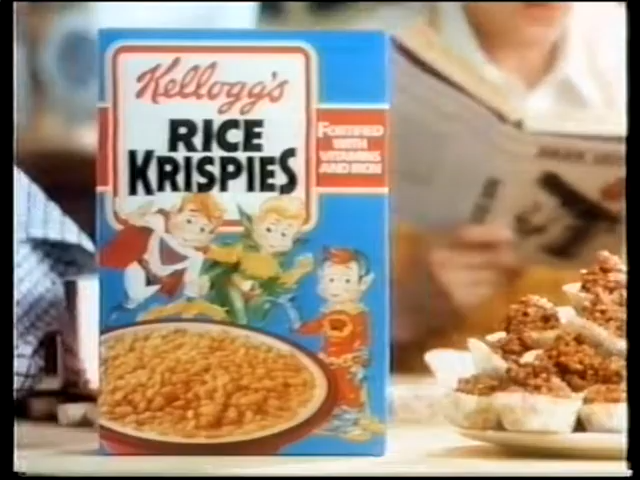 Kellogg's
RICE
KRISPIES
FORTIFIED
WITH
VITAMINS
AND IRON